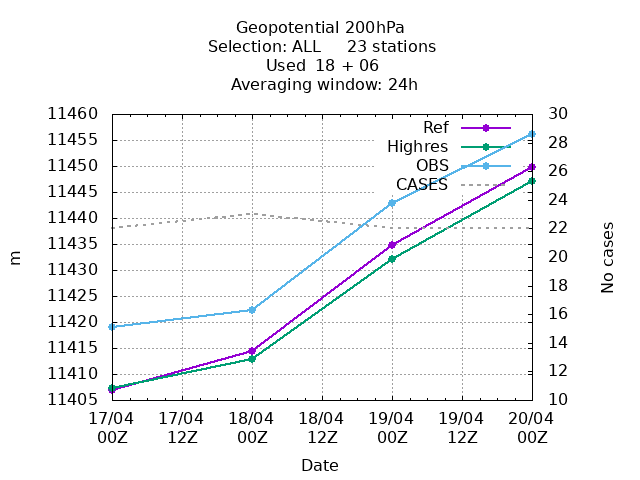 Geopotential 200hPa
Selection: ALL 23 stations
Used 18 + 06
Averaging window: 24h
11460
11455
11450
11445
11440
11435
11430
11425
11420
11415
11410
11405
m
30
28
26
24
22
20
18
16
14
12
10
No cases
Ref
Highres
OBS
CASES
17/04 17/04 18/04 18/04 19/04 19/04 20/04
00Z 12Z 00Z 12Z 00Z 12Z 00Z
Date